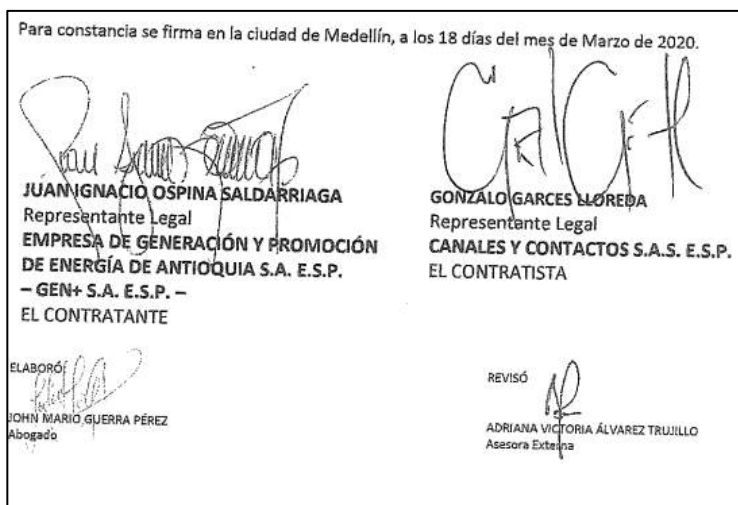 Para constancia se firma en la ciudad de Medellín, a los 18 días del mes de Marzo de 2020.
JUAN IGNACIO OSPINA SALDARRIAGA
Representante Legal
EMPRESA DE GENERACIÓN Y PROMOCIÓN
DE ENERGÍA DE ANTIOQUIA S.A. E.S.P.
– GEN+ S.A. E.S.P. –
EL CONTRATANTE
GONZALO GARCES LLOREDA
Representante Legal
CANALES Y CONTACTOS S.A.S. E.S.P.
EL CONTRATISTA
ELABORÓ
JOHN MARIO GUERRA PÉREZ
Abogado
REVISÓ
ADRIANA VICTORIA ÁLVAREZ TRUJILLO
Asesora Externa